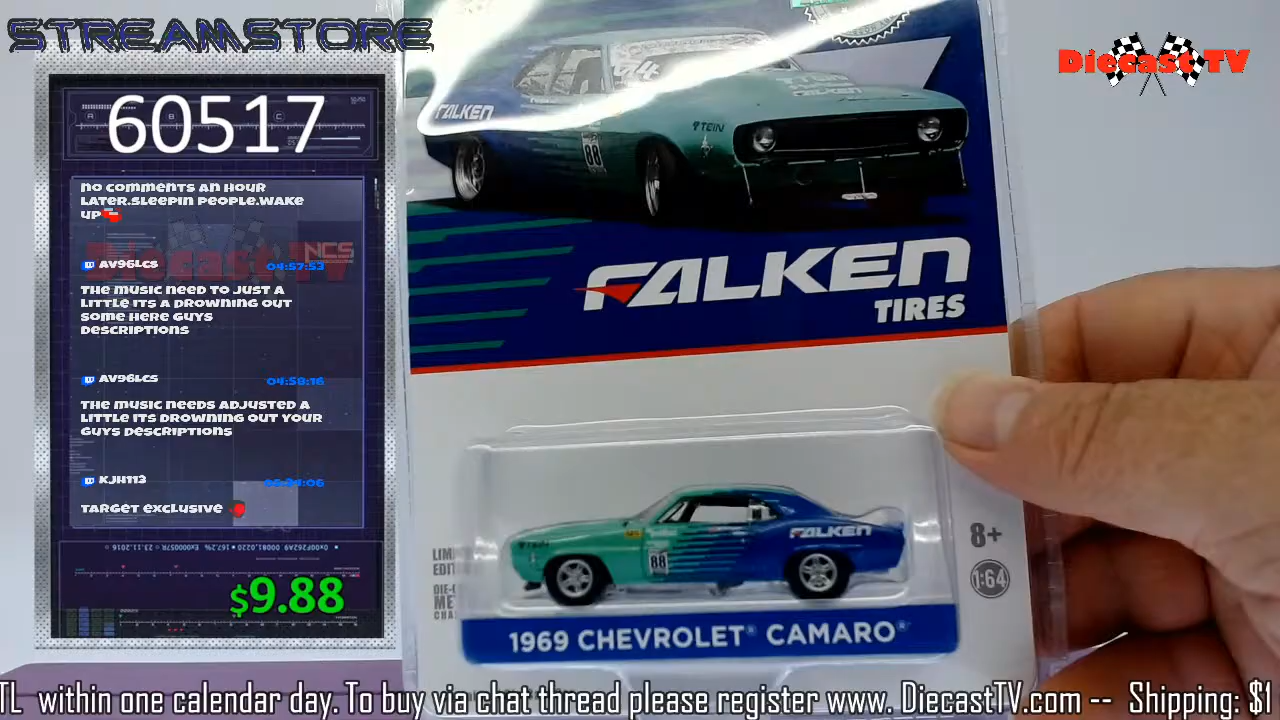 STREAMSTORE
Diecast TV
60517
A B C
NO COMMENTS AN HOUR
LATER.SLEEPIN PEOPLE.WAKE
UP
NCS
AV96LCS 04:57:53
THE MUSIC NEED TO JUST A
LITTLE ITS A DROWNING OUT
SOME HERE GUYS
DESCRIPTIONS
AV96LCS 04:58:16
THE MUSIC NEEDS ADJUSTED A
LITTLE ITS DROWNING OUT YOUR
GUYS DESCRIPTIONS
KJH113
TARGET EXCLUSIVE
$9.88
FALKEN
TEIN
88
FALKEN
TIRES
FALKEN
88
8+
1:64
1969 CHEVROLET® CAMARO®
TL within one calendar day. To buy via chat thread please register www. DiecastTV.com -- Shipping: $1